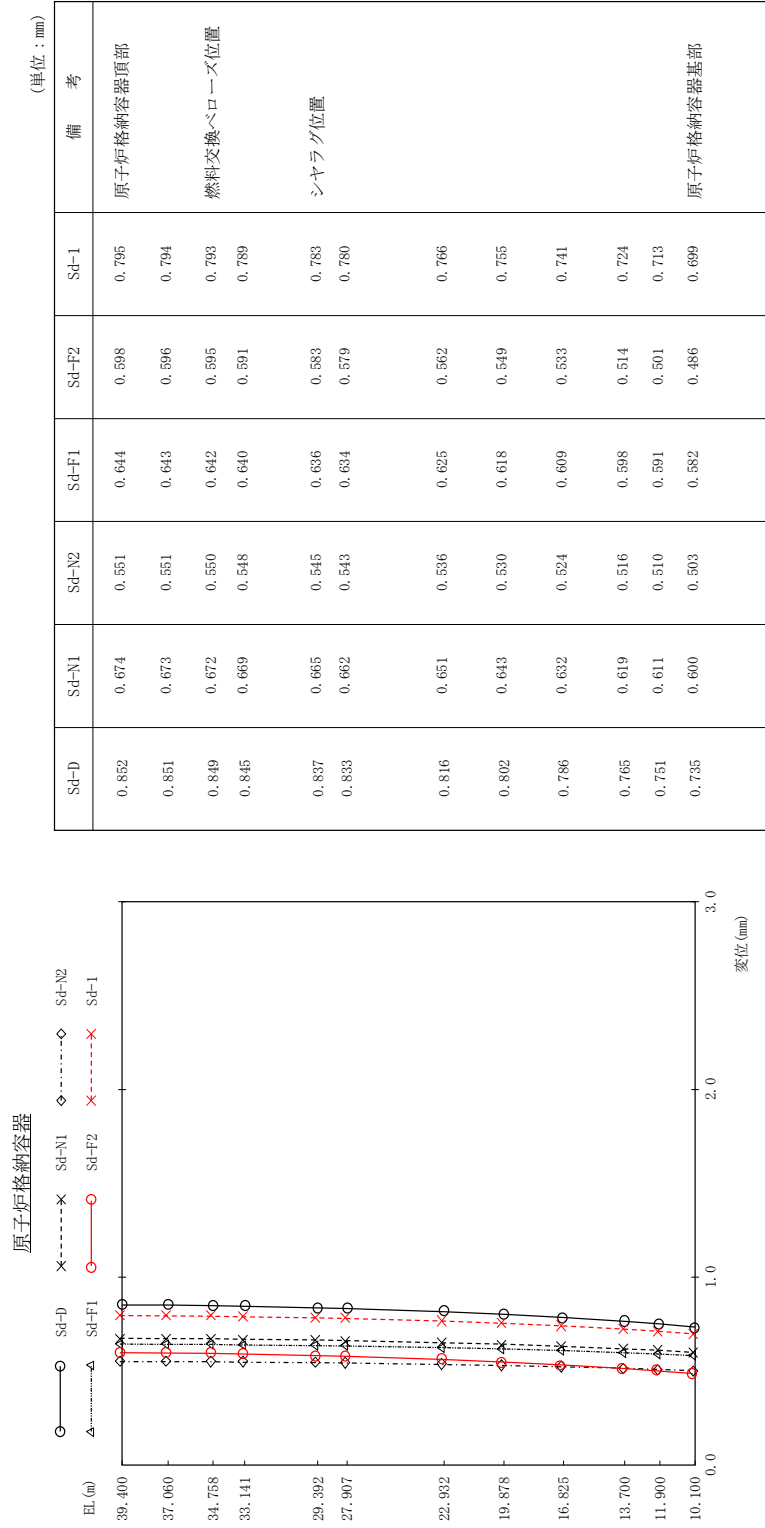 原子炉格納容器
Sd-D Sd-N1 Sd-N2
Sd-F1 Sd-F2 Sd-1
EL(m)
39.400
37.060
34.758
33.141
29.392
27.907
22.932
19.878
16.825
13.700
11.900
10.100
0.0 1.0 2.0 3.0
変位(mm)
(単位：mm)
Sd-D Sd-N1 Sd-N2 Sd-F1 Sd-F2 Sd-1 備 考
0.852 0.674 0.551 0.644 0.598 0.795 原子炉格納容器頂部
0.851 0.673 0.551 0.643 0.596 0.794
0.849 0.672 0.550 0.642 0.595 0.793 燃料交換ベローズ位置
0.845 0.669 0.548 0.640 0.591 0.789
0.837 0.665 0.545 0.636 0.583 0.783 シヤラグ位置
0.833 0.662 0.543 0.634 0.579 0.780
0.816 0.651 0.536 0.625 0.562 0.766
0.802 0.643 0.530 0.618 0.549 0.755
0.786 0.632 0.524 0.609 0.533 0.741
0.765 0.619 0.516 0.598 0.514 0.724
0.751 0.611 0.510 0.591 0.501 0.713
0.735 0.600 0.503 0.582 0.486 0.699 原子炉格納容器基部